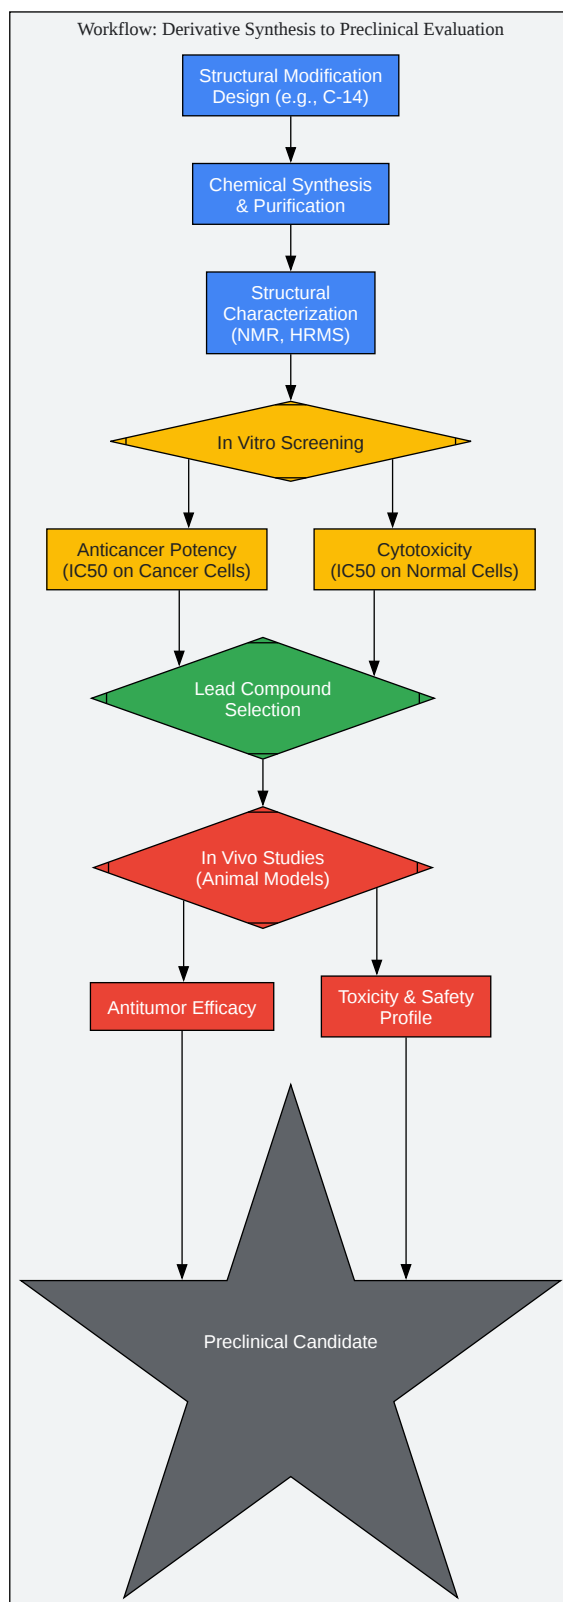 Workflow: Derivative Synthesis to Preclinical Evaluation
Structural Modification
Design (e.g., C-14)
Chemical Synthesis
& Purification
Structural
Characterization
(NMR, HRMS)
In Vitro Screening
Anticancer Potency
(IC50 on Cancer Cells)
Cytotoxicity
(IC50 on Normal Cells)
Lead Compound
Selection
In Vivo Studies
(Animal Models)
Antitumor Efficacy
Toxicity & Safety
Profile
Preclinical Candidate